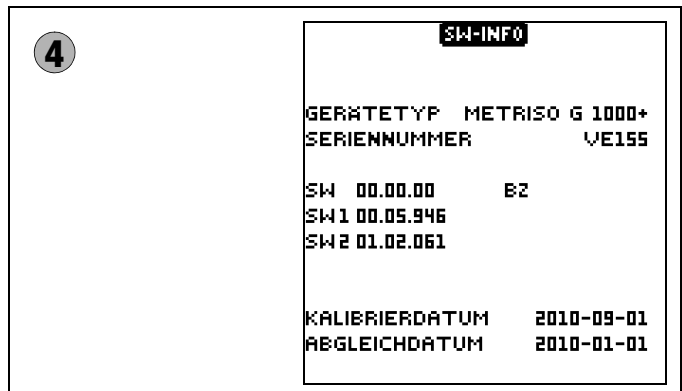 4
SW-INFO
GERÄTETYP METRISO G 1000+
SERIENNUMMER VE155
SW 00.00.00 BZ
SW1 00.05.946
SW2 01.02.061
KALIBRIERDATUM 2010-09-01
ABGLEICHDATUM 2010-01-01